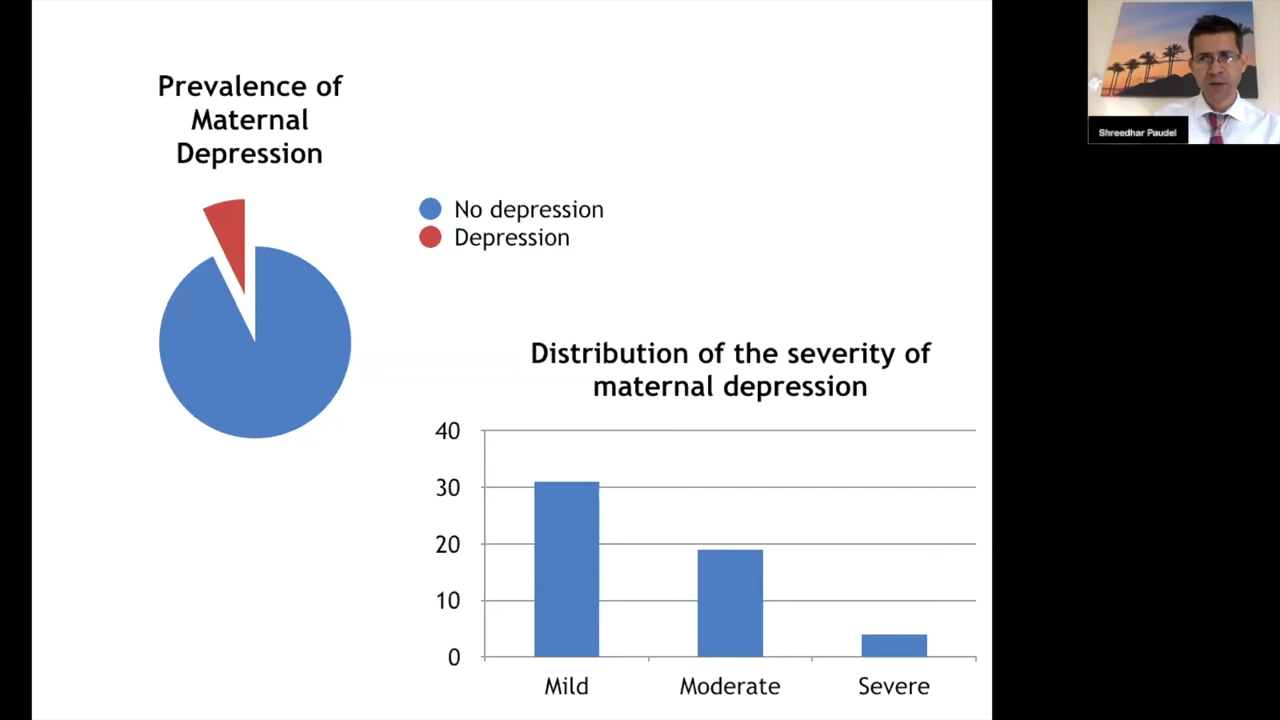 Prevalence of
Maternal
Depression
No depression
Depression
Distribution of the severity of
maternal depression
40
30
20
10
0
Mild
Moderate
Severe
Shreedhar Paudel